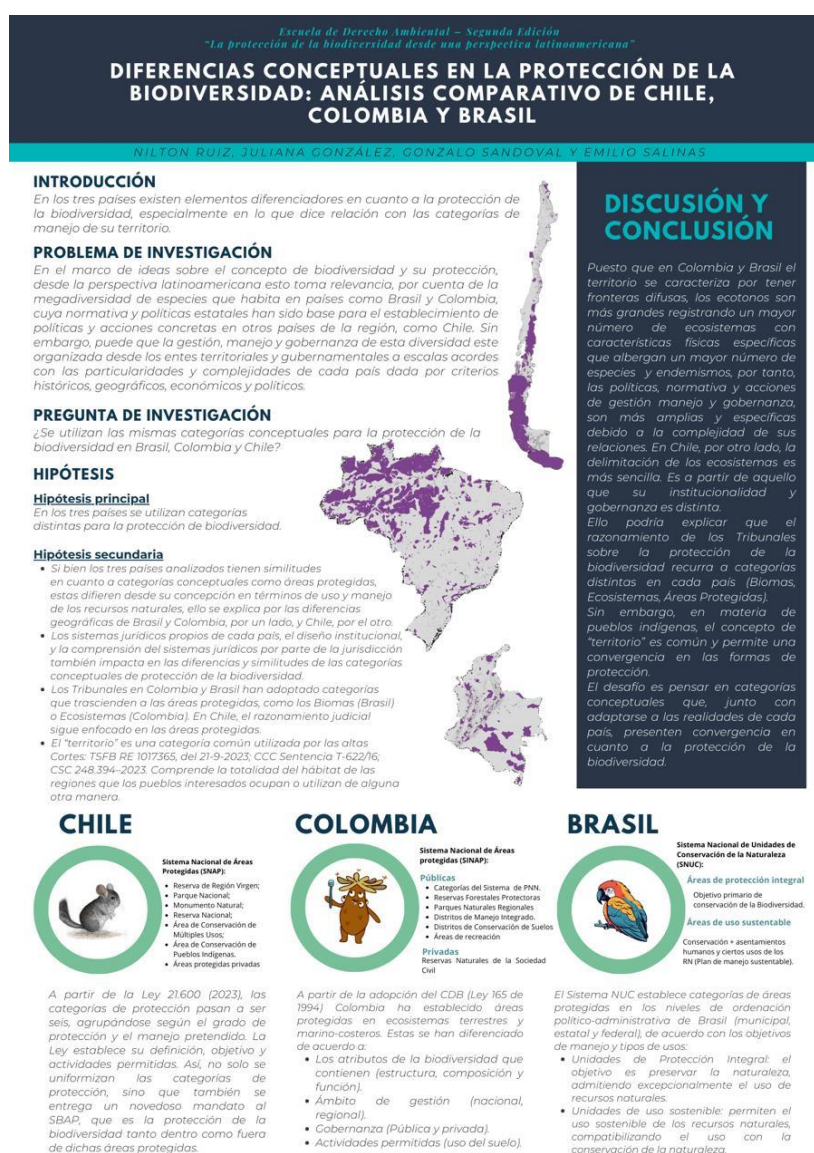 Escuela de Derecho Ambiental – Segunda Edición
"La protección de la biodiversidad desde una perspectiva latinoamericana"
DIFERENCIAS CONCEPTUALES EN LA PROTECCIÓN DE LA
BIODIVERSIDAD: ANÁLISIS COMPARATIVO DE CHILE,
COLOMBIA Y BRASIL
NILTON RUIZ, JULIANA GONZÁLEZ, GONZALO SANDOVAL Y EMILIO SALINAS
INTRODUCCIÓN
En los tres países existen elementos diferenciadores en cuanto a la protección de
la biodiversidad, especialmente en lo que dice relación con las categorías de
manejo de su territorio.
PROBLEMA DE INVESTIGACIÓN
En el marco de ideas sobre el concepto de biodiversidad y su protección,
desde la perspectiva latinoamericana esto toma relevancia, por cuenta de la
megadiversidad de especies que habita en países como Brasil y Colombia,
cuya normativa y políticas estatales han sido base para el establecimiento de
políticas y acciones concretas en otros países de la región, como Chile. Sin
embargo, puede que la gestión, manejo y gobernanza de esta diversidad este
organizada desde los entes territoriales y gubernamentales a escalas acordes
con las particularidades y complejidades de cada país dada por criterios
históricos, geográficos, económicos y políticos.
PREGUNTA DE INVESTIGACIÓN
¿Se utilizan las mismas categorías conceptuales para la protección de la
biodiversidad en Brasil, Colombia y Chile?
HIPÓTESIS
Hipótesis principal
En los tres países se utilizan categorías
distintas para la protección de biodiversidad.
Hipótesis secundaria
• Si bien los tres países analizados tienen similitudes
en cuanto a categorías conceptuales como áreas protegidas,
estas difieren desde su concepción en términos de uso y manejo
de los recursos naturales, ello se explica por las diferencias
geográficas de Brasil y Colombia, por un lado, y Chile, por el otro.
• Los sistemas jurídicos propios de cada país, el diseño institucional,
y la comprensión del sistemas jurídicos por parte de la jurisdicción
también impacta en las diferencias y similitudes de las categorías
conceptuales de protección de la biodiversidad.
• Los Tribunales en Colombia y Brasil han adoptado categorías
que trascienden a las áreas protegidas, como los Biomas (Brasil)
o Ecosistemas (Colombia). En Chile, el razonamiento judicial
sigue enfocado en las áreas protegidas.
• El "territorio" es una categoría común utilizada por las altas
Cortes: TSFB RE 1017365, del 21-9-2023; CCC Sentencia T-622/16;
CSC 248.394–2023. Comprende la totalidad del hábitat de las
regiones que los pueblos interesados ocupan o utilizan de alguna
otra manera.
DISCUSIÓN Y
CONCLUSIÓN
Puesto que en Colombia y Brasil el
territorio se caracteriza por tener
fronteras difusas, los ecotonos son
más grandes registrando un mayor
número de ecosistemas con
características físicas específicas
que albergan un mayor número de
especies y endemismos, por tanto,
las políticas, normativa y acciones
de gestión manejo y gobernanza,
son más amplias y específicas
debido a la complejidad de sus
relaciones. En Chile, por otro lado, la
delimitación de los ecosistemas es
más sencilla. Es a partir de aquello
que su institucionalidad y
gobernanza es distinta.
Ello podría explicar que el
razonamiento de los Tribunales
sobre la protección de la
biodiversidad recurra a categorías
distintas en cada país (Biomas,
Ecosistemas, Áreas Protegidas).
Sin embargo, en materia de
pueblos indígenas, el concepto de
"territorio" es común y permite una
convergencia en las formas de
protección.
El desafío es pensar en categorías
conceptuales que, junto con
adaptarse a las realidades de cada
país, presenten convergencia en
cuanto a la protección de la
biodiversidad.
CHILE
Sistema Nacional de Áreas
Protegidas (SNAP):
• Reserva de Región Virgen;
• Parque Nacional;
• Monumento Natural;
• Reserva Nacional;
• Área de Conservación de
Múltiples Usos;
• Área de Conservación de
Pueblos Indígenas.
• Áreas protegidas privadas
A partir de la Ley 21.600 (2023), las
categorías de protección pasan a ser
seis, agrupándose según el grado de
protección y el manejo pretendido. La
Ley establece su definición, objetivo y
actividades permitidas. Así, no solo se
uniformizan las categorías de
protección, sino que también se
entrega un novedoso mandato al
SBAP, que es la protección de la
biodiversidad tanto dentro como fuera
de dichas áreas protegidas.
COLOMBIA
Sistema Nacional de Áreas
protegidas (SINAP):
Públicas
• Categorías del Sistema de PNN.
• Reservas Forestales Protectoras
• Parques Naturales Regionales
• Distritos de Manejo Integrado.
• Distritos de Conservación de Suelos
• Áreas de recreación
Privadas
Reservas Naturales de la Sociedad
Civil
A partir de la adopción del CDB (Ley 165 de
1994) Colombia ha establecido áreas
protegidas en ecosistemas terrestres y
marino-costeros. Estas se han diferenciado
de acuerdo a:
• Los atributos de la biodiversidad que
contienen (estructura, composición y
función).
• Ámbito de gestión (nacional,
regional).
• Gobernanza (Pública y privada).
• Actividades permitidas (uso del suelo).
BRASIL
Sistema Nacional de Unidades de
Conservación de la Naturaleza
(SNUC):
Áreas de protección integral
Objetivo primario de
conservación de la Biodiversidad.
Áreas de uso sustentable
Conservación + asentamientos
humanos y ciertos usos de los
RN (Plan de manejo sustentable).
El Sistema NUC establece categorías de áreas
protegidas en los niveles de ordenación
político-administrativa de Brasil (municipal,
estatal y federal), de acuerdo con los objetivos
de manejo y tipos de usos:
• Unidades de Protección Integral: el
objetivo es preservar la naturaleza,
admitiendo excepcionalmente el uso de
recursos naturales.
• Unidades de uso sostenible: permiten el
uso sostenible de los recursos naturales,
compatibilizando el uso con la
conservación de la naturaleza.